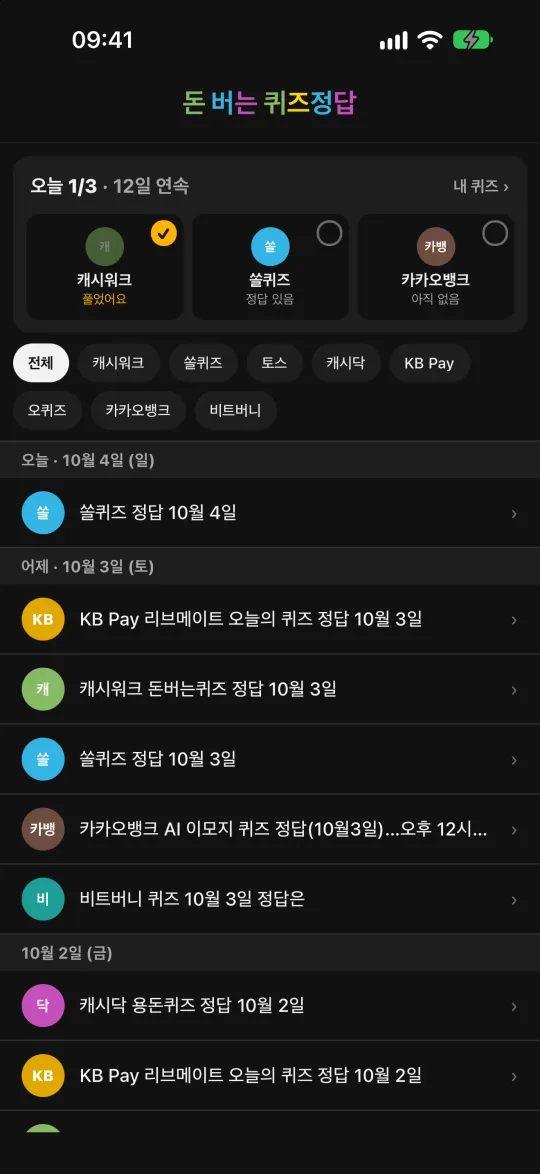 09:41
돈 버는 퀴즈정답
오늘 1/3 · 12일 연속
내 퀴즈 ›
캐
캐시워크
풀었어요
쏠
쏠퀴즈
정답 있음
카뱅
카카오뱅크
아직 없음
전체
캐시워크
쏠퀴즈
토스
캐시닥
KB Pay
오퀴즈
카카오뱅크
비트버니
오늘 · 10월 4일 (일)
쏠
쏠퀴즈 정답 10월 4일
어제 · 10월 3일 (토)
KB
KB Pay 리브메이트 오늘의 퀴즈 정답 10월 3일
캐
캐시워크 돈버는퀴즈 정답 10월 3일
쏠
쏠퀴즈 정답 10월 3일
카뱅
카카오뱅크 AI 이모지 퀴즈 정답(10월3일)...오후 12시...
비
비트버니 퀴즈 10월 3일 정답은
10월 2일 (금)
닥
캐시닥 용돈퀴즈 정답 10월 2일
KB
KB Pay 리브메이트 오늘의 퀴즈 정답 10월 2일